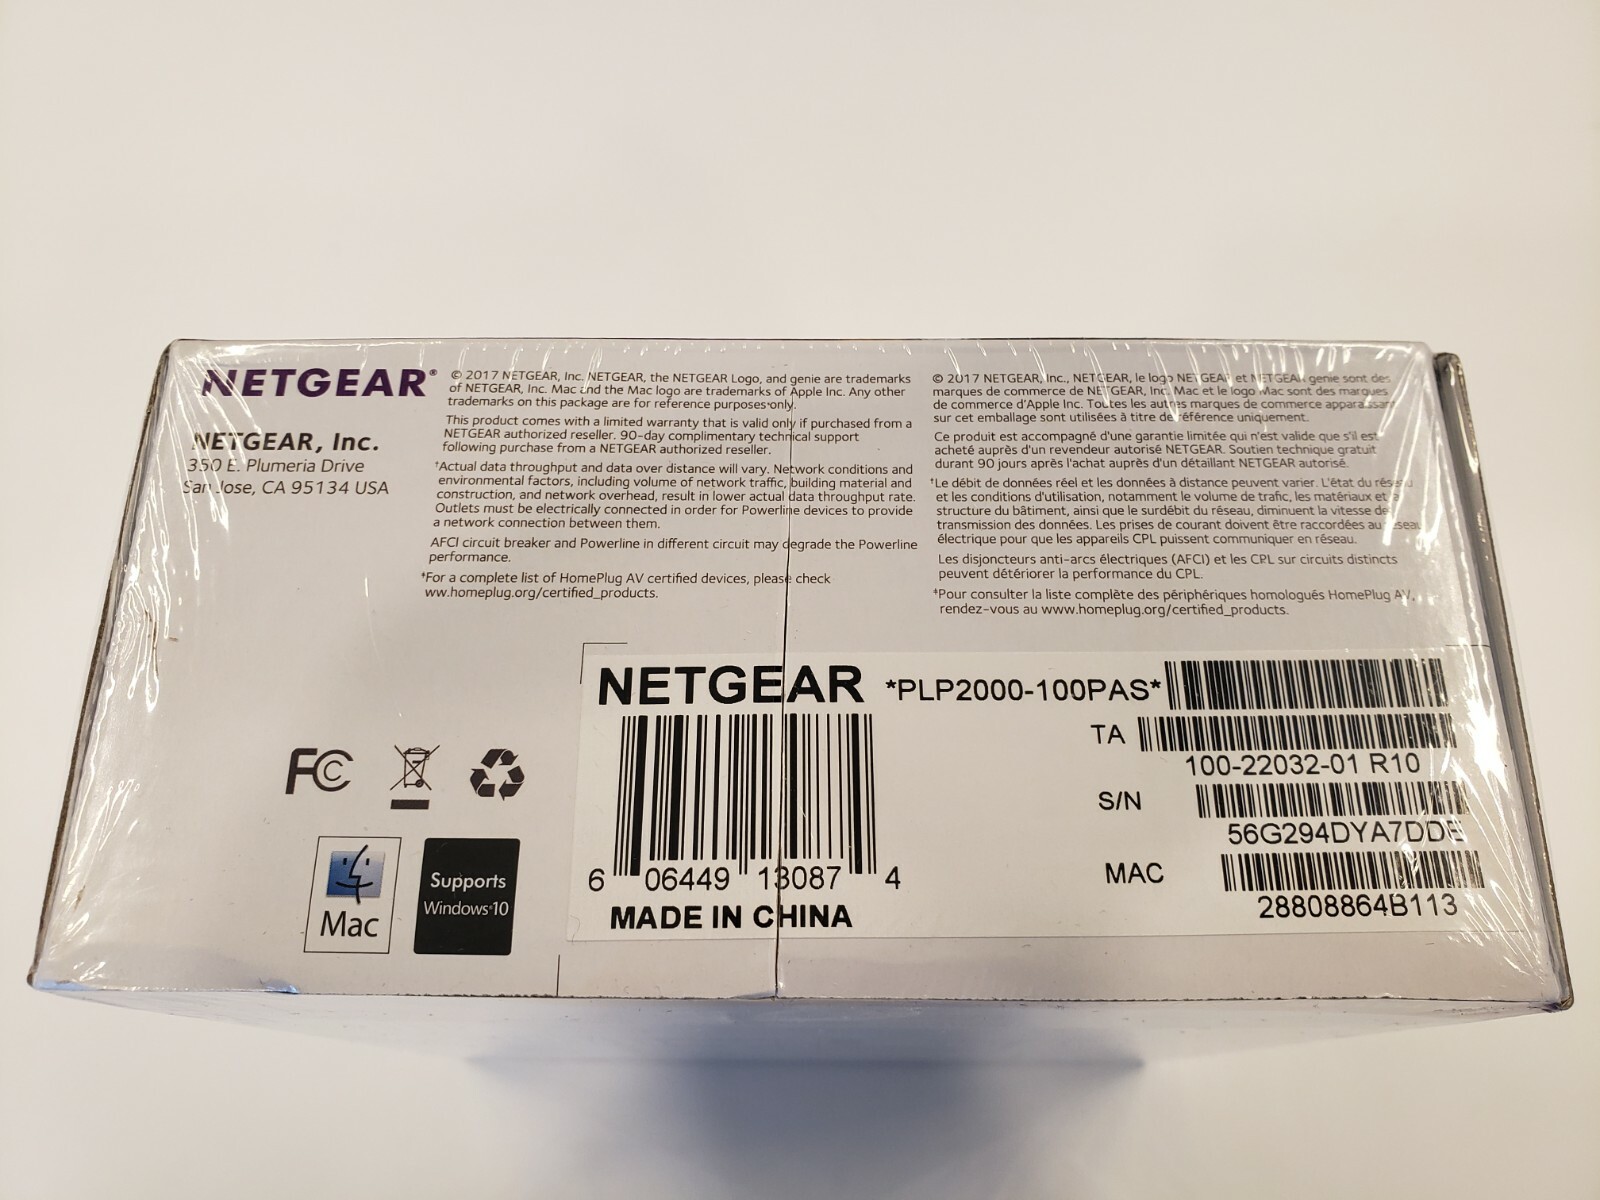 NETGEAR®
NETGEAR, Inc.
350 E. Plumeria Drive
San Jose, CA 95134 USA
© 2017 NETGEAR, Inc. NETGEAR, the NETGEAR Logo, and genie are trademarks
of NETGEAR, Inc. Mac and the Mac logo are trademarks of Apple Inc. Any other
trademarks on this package are for reference purposes only.
This product comes with a limited warranty that is valid only if purchased from a
NETGEAR authorized reseller. 90-day complimentary technical support
following purchase from a NETGEAR authorized reseller.
†Actual data throughput and data over distance will vary. Network conditions and
environmental factors, including volume of network traffic, building material and
construction, and network overhead, result in lower actual data throughput rate.
Outlets must be electrically connected in order for Powerline devices to provide
a network connection between them.
AFCI circuit breaker and Powerline in different circuit may degrade the Powerline
performance.
‡For a complete list of HomePlug AV certified devices, please check
ww.homeplug.org/certified_products.
© 2017 NETGEAR, Inc., NETGEAR, le logo NETGEAR et NETGEAR genie sont des
marques de commerce de NETGEAR, Inc. Mac et le logo Mac sont des marques
de commerce d'Apple Inc. Toutes les autres marques de commerce apparaissant
sur cet emballage sont utilisées à titre de référence uniquement.
Ce produit est accompagné d'une garantie limitée qui n'est valide que s'il est
acheté auprès d'un revendeur autorisé NETGEAR. Soutien technique gratuit
durant 90 jours après l'achat auprès d'un détaillant NETGEAR autorisé.
†Le débit de données réel et les données à distance peuvent varier. L'état du réseau
et les conditions d'utilisation, notamment le volume de trafic, les matériaux et la
structure du bâtiment, ainsi que le surdébit du réseau, diminuent la vitesse de
transmission des données. Les prises de courant doivent être raccordées au réseau
électrique pour que les appareils CPL puissent communiquer en réseau.
Les disjoncteurs anti-arcs électriques (AFCI) et les CPL sur circuits distincts
peuvent détériorer la performance du CPL.
‡Pour consulter la liste complète des périphériques homologués HomePlug AV,
rendez-vous au www.homeplug.org/certified_products.
FC
Mac
Supports
Windows 10
NETGEAR
*PLP2000-100PAS*
TA
100-22032-01 R10
S/N
56G294DYA7DDE
MAC
28808864B113
6 06449 13087 4
MADE IN CHINA